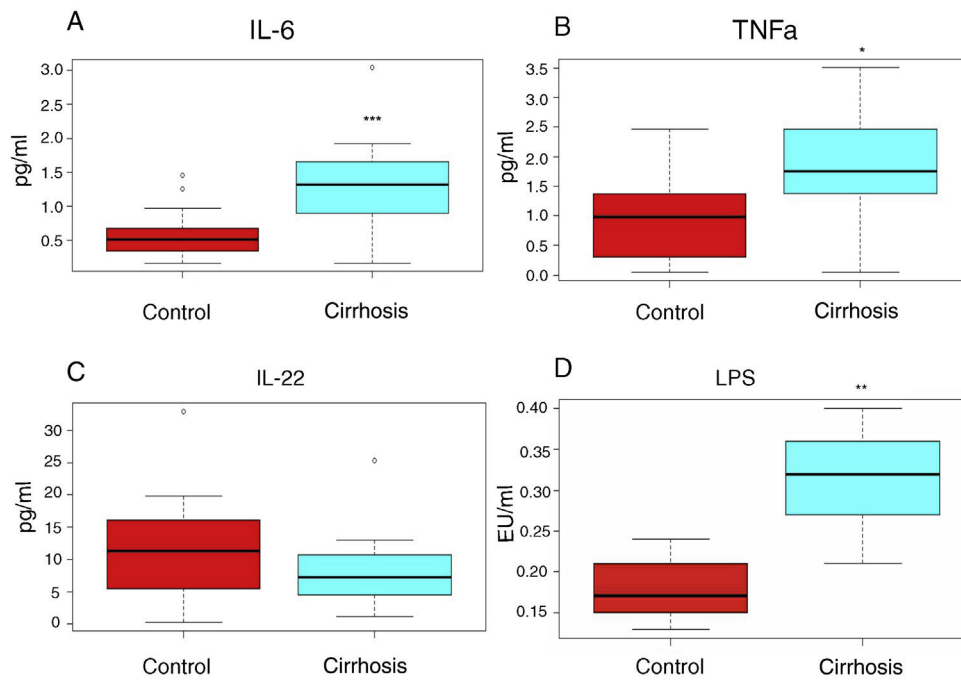 A
IL-6
pg/ml
3.0
2.5
2.0
1.5
1.0
0.5
***
Control
Cirrhosis
B
TNFa
pg/ml
3.5
3.0
2.5
2.0
1.5
1.0
0.5
0.0
*
Control
Cirrhosis
C
IL-22
pg/ml
30
25
20
15
10
5
0
Control
Cirrhosis
D
LPS
EU/ml
0.40
0.35
0.30
0.25
0.20
0.15
**
Control
Cirrhosis